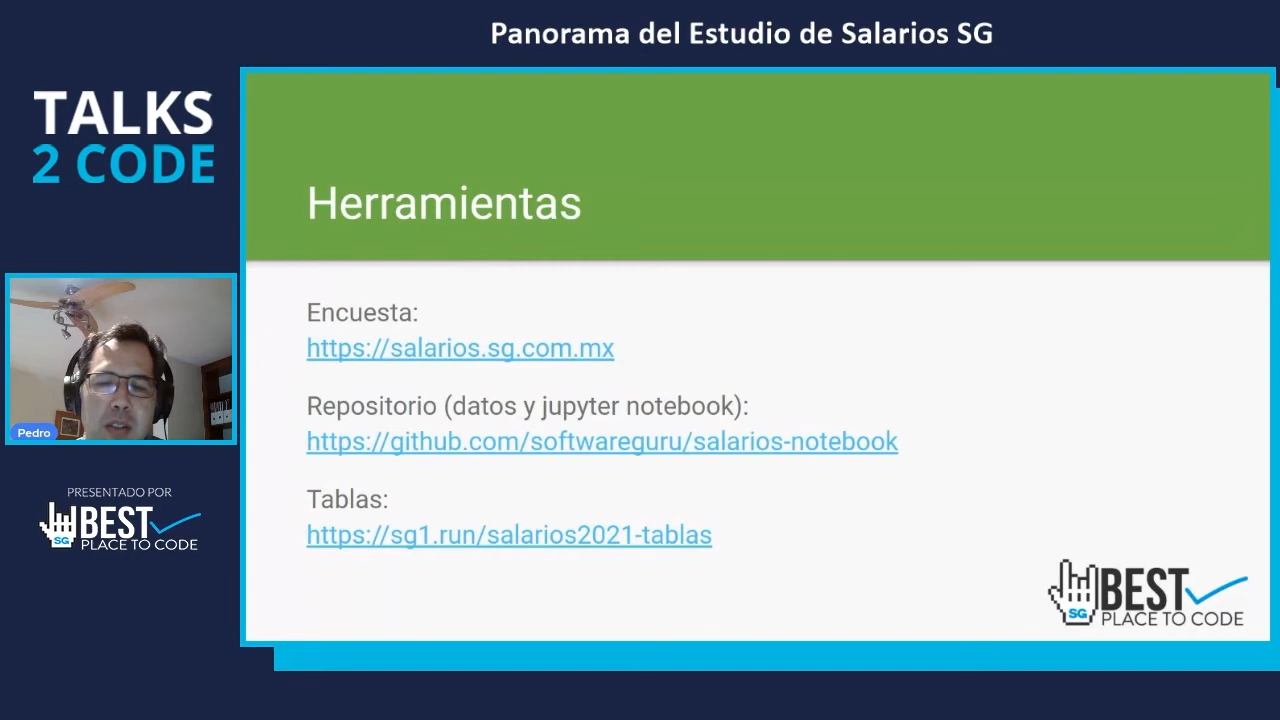 Panorama del Estudio de Salarios SG
TALKS
2 CODE
Herramientas
Encuesta:
https://salarios.sg.com.mx
Repositorio (datos y jupyter notebook):
https://github.com/softwareguru/salarios-notebook
Tablas:
https://sg1.run/salarios2021-tablas
Pedro
PRESENTADO POR
SG BEST
PLACE TO CODE
SG BEST
PLACE TO CODE